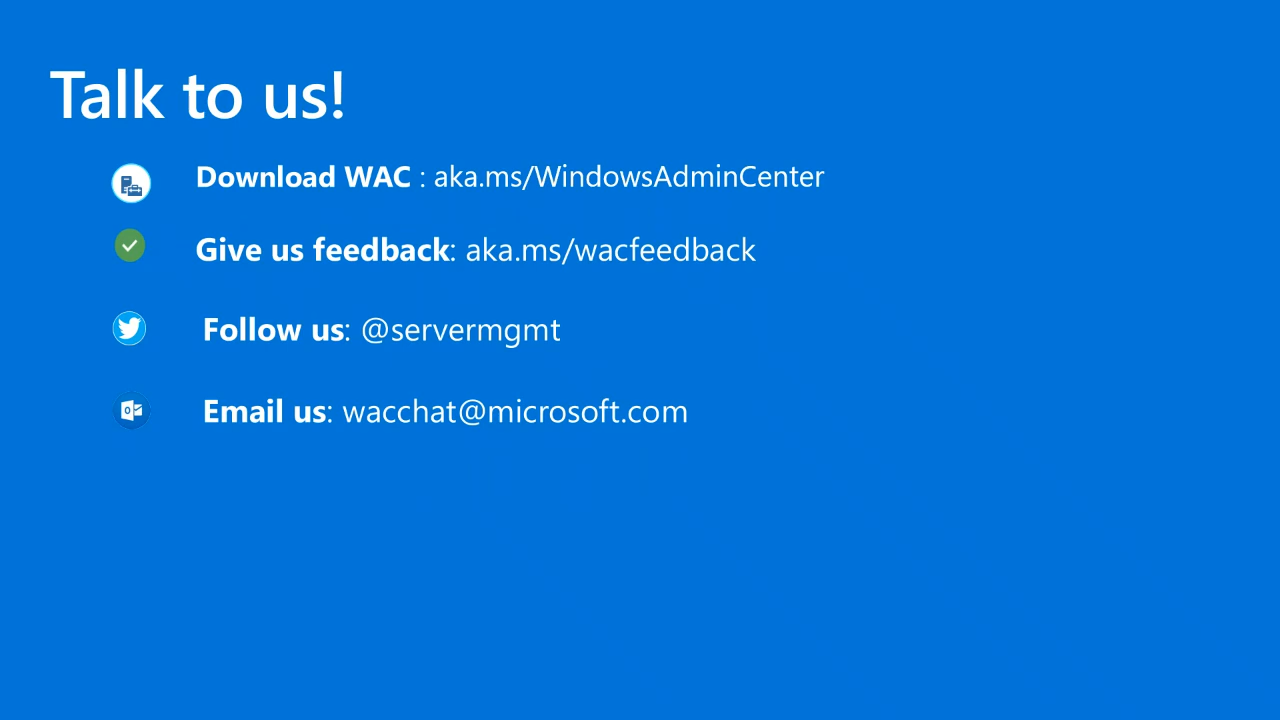 Talk to us!
Download WAC : aka.ms/WindowsAdminCenter
Give us feedback: aka.ms/wacfeedback
Follow us: @servermgmt
Email us: wacchat@microsoft.com